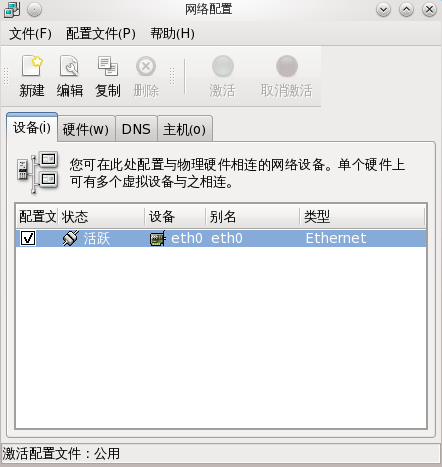 网络配置
文件(F) 配置文件(P) 帮助(H)
新建 编辑 复制 删除 激活 取消激活
设备(i) 硬件(w) DNS 主机(o)
您可在此处配置与物理硬件相连的网络设备。单个硬件上
可有多个虚拟设备与之相连。
配置文 状态 设备 别名 类型
活跃 eth0 eth0 Ethernet
激活配置文件：公用